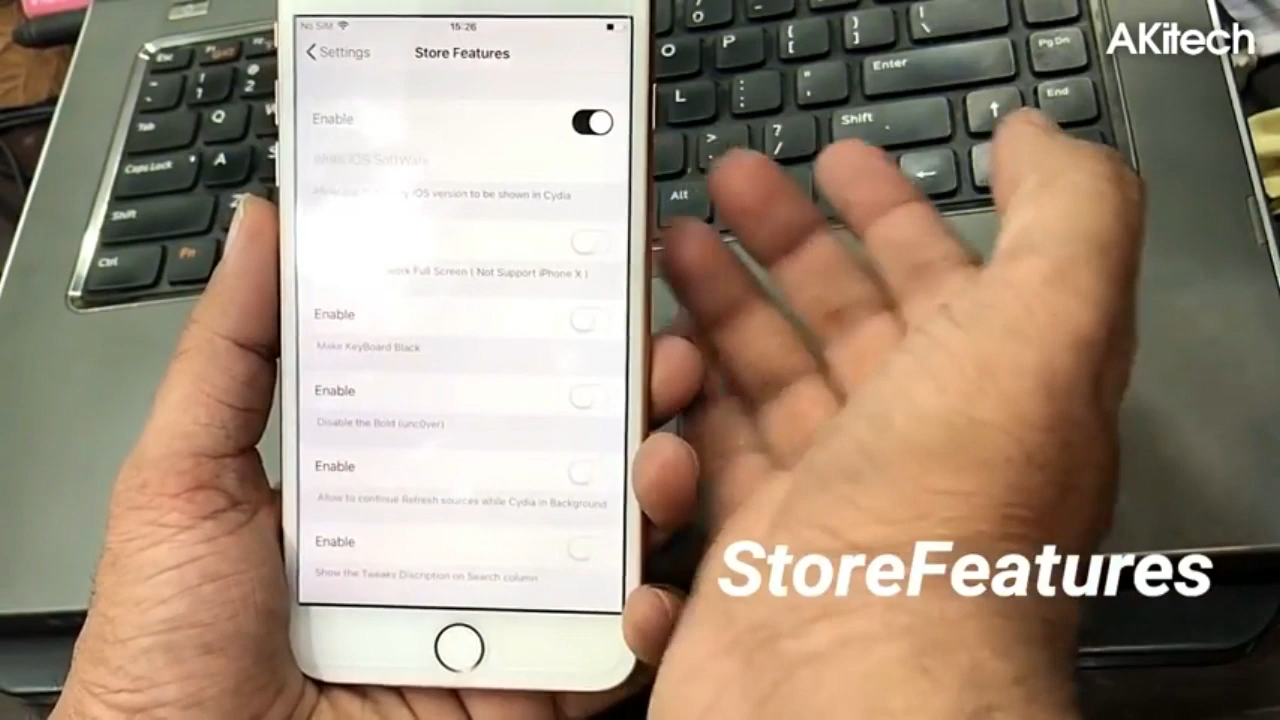 No SIM
15:26
AKitech
Settings
Store Features
Enable
iOS version to be shown in Cydia
Full Screen ( Not Support iPhone X )
Enable
Make KeyBoard Black
Enable
Disable the Bold (unc0ver)
Enable
Allow to continue Refresh sources while Cydia in Background
Enable
Show the Tweaks Discription on Search column
StoreFeatures
Esc
Tab
Q
Caps Lock
A
Shift
Z
Ctrl
Fn
O
P
{
[
}
]
|
\
PgDn
Enter
L
:
;
"
'
End
>
.
?
/
Shift
↑
Alt
←